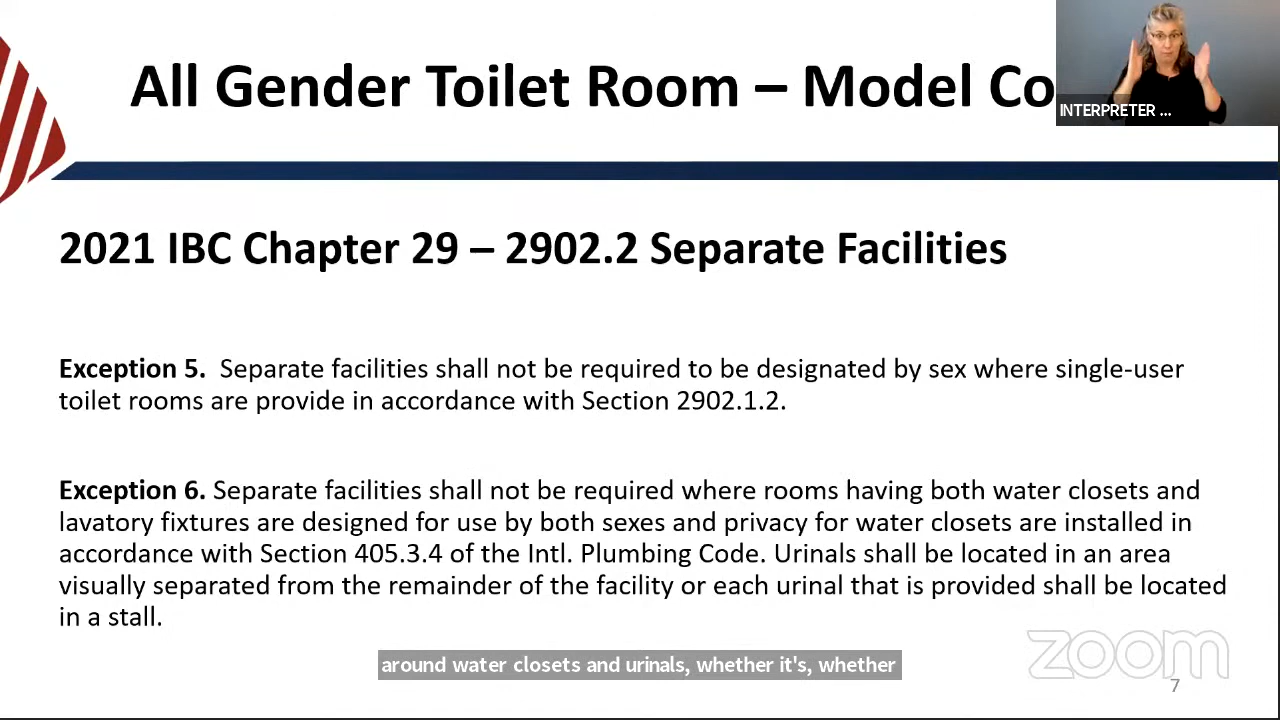 All Gender Toilet Room – Model Co
INTERPRETER ...
2021 IBC Chapter 29 – 2902.2 Separate Facilities
Exception 5. Separate facilities shall not be required to be designated by sex where single-user
toilet rooms are provide in accordance with Section 2902.1.2.
Exception 6. Separate facilities shall not be required where rooms having both water closets and
lavatory fixtures are designed for use by both sexes and privacy for water closets are installed in
accordance with Section 405.3.4 of the Intl. Plumbing Code. Urinals shall be located in an area
visually separated from the remainder of the facility or each urinal that is provided shall be located
in a stall.
around water closets and urinals, whether it's, whether
zoom
7